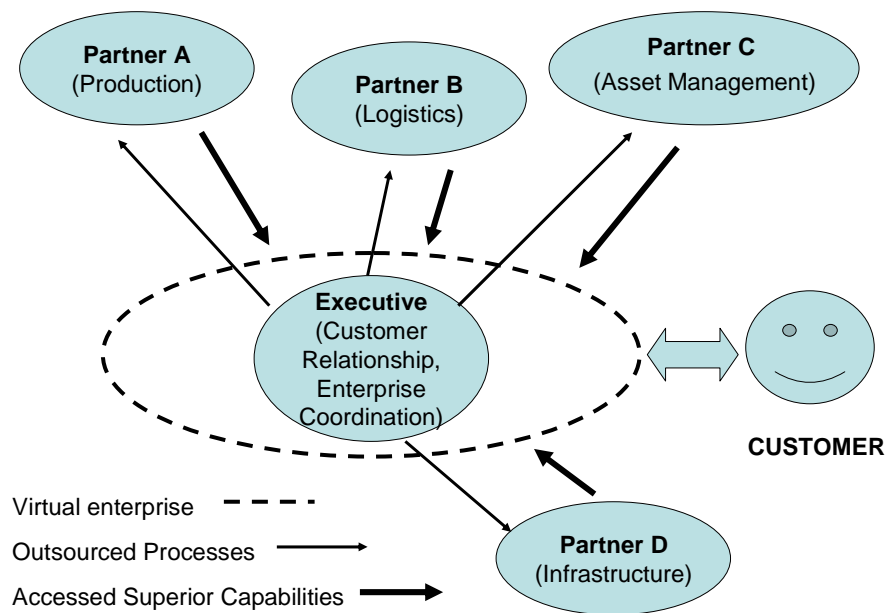 Partner A
(Production)
Partner B
(Logistics)
Partner C
(Asset Management)
Executive
(Customer
Relationship,
Enterprise
Coordination)
CUSTOMER
Partner D
(Infrastructure)
Virtual enterprise
Outsourced Processes
Accessed Superior Capabilities